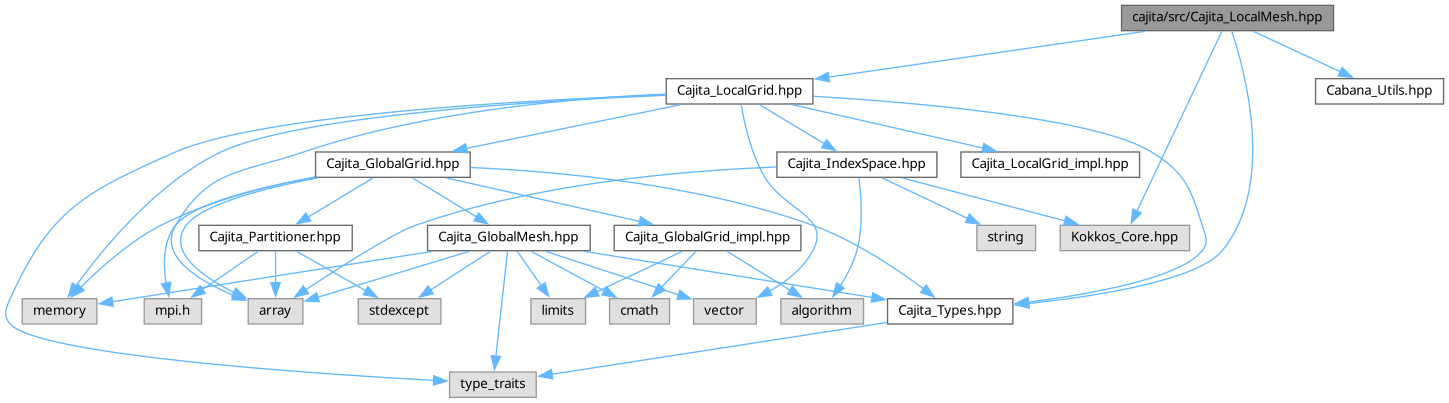 cajita/src/Cajita_LocalMesh.hpp
Cajita_LocalGrid.hpp
Cabana_Utils.hpp
Cajita_GlobalGrid.hpp
Cajita_IndexSpace.hpp
Cajita_LocalGrid_impl.hpp
Cajita_Partitioner.hpp
Cajita_GlobalMesh.hpp
Cajita_GlobalGrid_impl.hpp
string
Kokkos_Core.hpp
memory
mpi.h
array
stdexcept
limits
cmath
vector
algorithm
Cajita_Types.hpp
type_traits